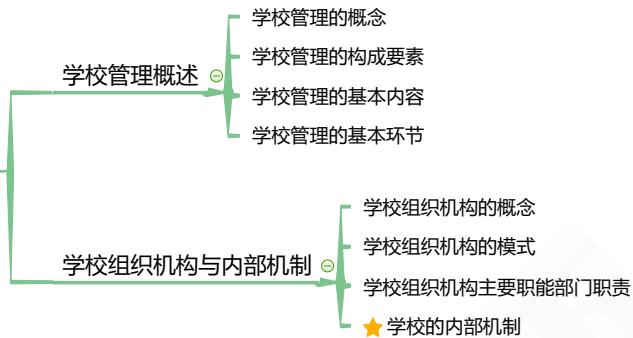 学校管理的概念
学校管理的构成要素
学校管理概述
学校管理的基本内容
学校管理的基本环节
学校组织机构的概念
学校组织机构的模式
学校组织机构与内部机制
学校组织机构主要职能部门职责
学校的内部机制